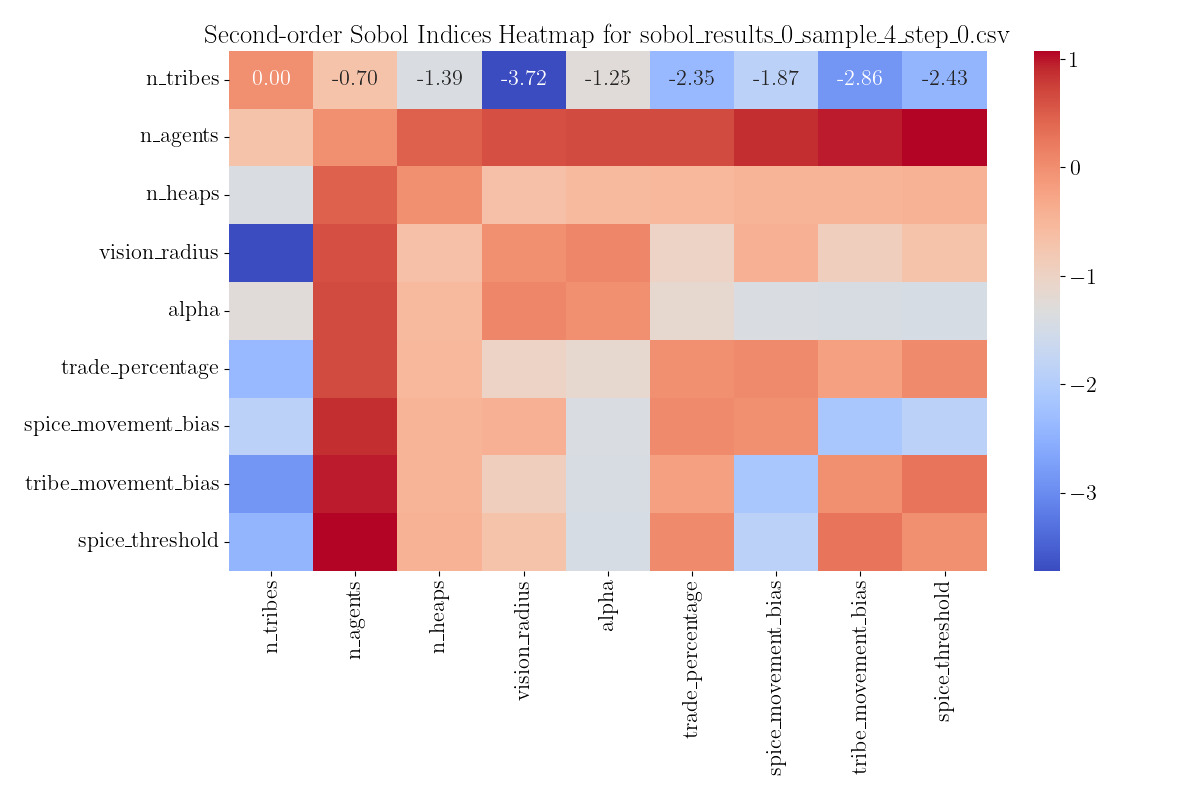 Second-order Sobol Indices Heatmap for sobol_results_0_sample_4_step_0.csv
n_tribes 0.00 -0.70 -1.39 -3.72 -1.25 -2.35 -1.87 -2.86 -2.43
n_agents
n_heaps
vision_radius
alpha
trade_percentage
spice_movement_bias
tribe_movement_bias
spice_threshold
n_tribes
n_agents
n_heaps
vision_radius
alpha
trade_percentage
spice_movement_bias
tribe_movement_bias
spice_threshold
1
0
−1
−2
−3